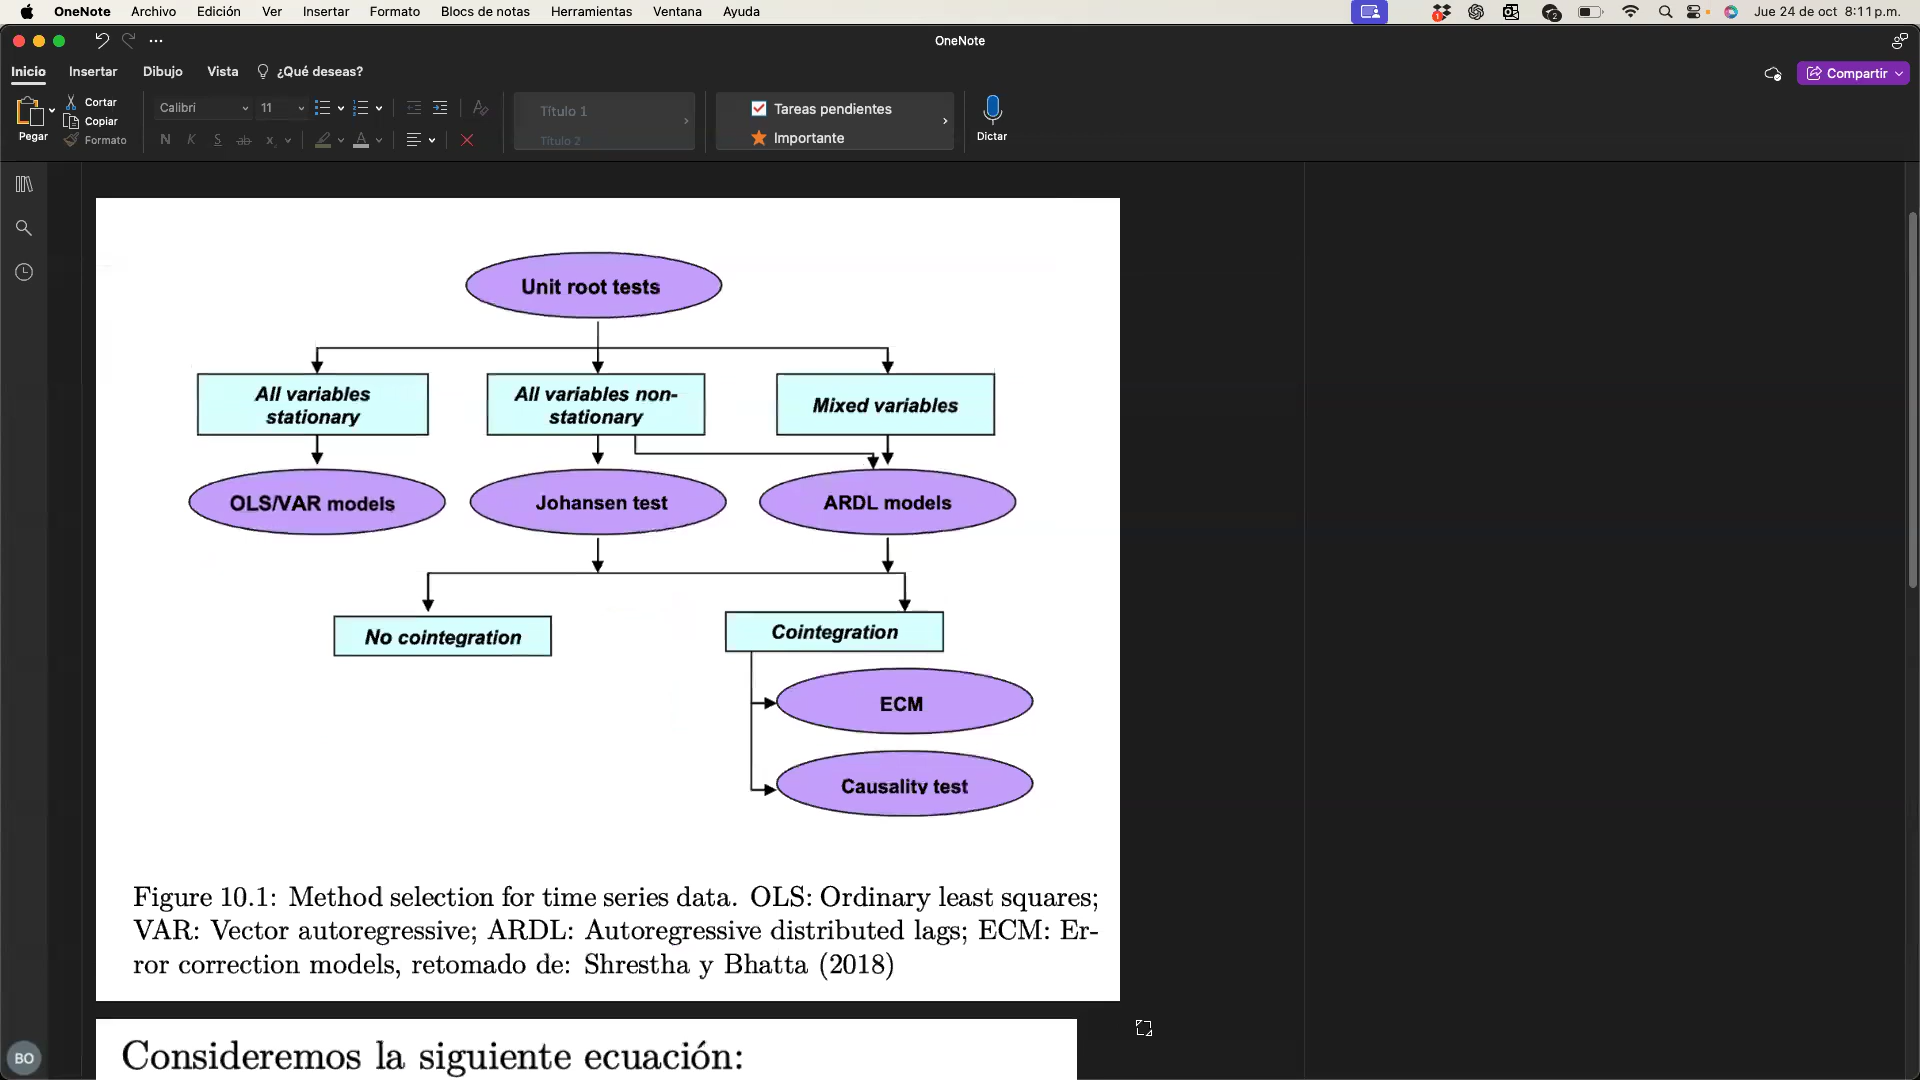 OneNote Archivo Edición Ver Insertar Formato Blocs de notas Herramientas Ventana Ayuda 1 2 Jue 24 de oct 8:11 p.m.
OneNote
Inicio Insertar Dibujo Vista ¿Qué deseas? Compartir
Pegar
Cortar
Copiar
Formato
Calibri 11
N K S ab x A
Título 1
Título 2
Tareas pendientes
Importante
Dictar
Unit root tests
All variables
stationary
All variables non-
stationary
Mixed variables
OLS/VAR models
Johansen test
ARDL models
No cointegration
Cointegration
ECM
Causality test
Figure 10.1: Method selection for time series data. OLS: Ordinary least squares;
VAR: Vector autoregressive; ARDL: Autoregressive distributed lags; ECM: Er-
ror correction models, retomado de: Shrestha y Bhatta (2018)
Consideremos la siguiente ecuación:
BO